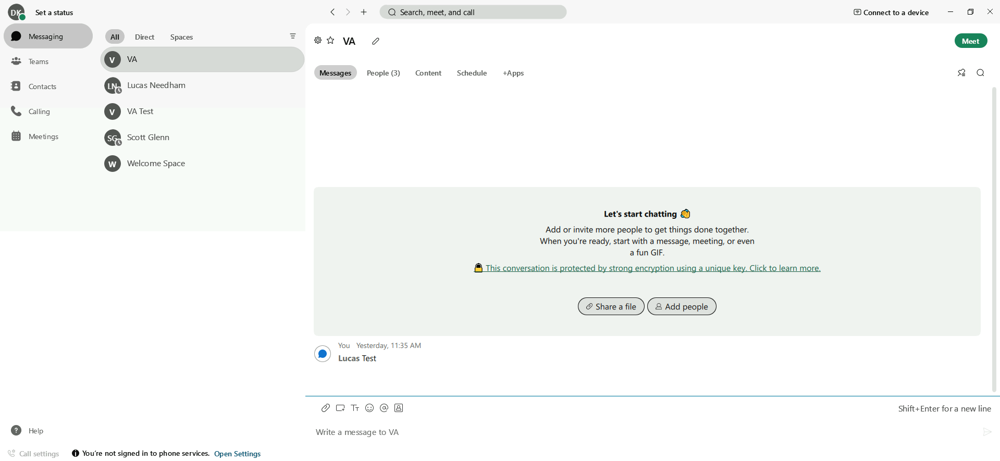 DK
Set a status
Search, meet, and call
Connect to a device
Messaging
Teams
Contacts
Calling
Meetings
All
Direct
Spaces
V
VA
LN
Lucas Needham
V
VA Test
SG
Scott Glenn
W
Welcome Space
VA
Meet
Messages
People (3)
Content
Schedule
+Apps
Let's start chatting
Add or invite more people to get things done together.
When you're ready, start with a message, meeting, or even
a fun GIF.
This conversation is protected by strong encryption using a unique key. Click to learn more.
Share a file
Add people
You Yesterday, 11:35 AM
Lucas Test
Shift+Enter for a new line
Write a message to VA
Help
Call settings
You’re not signed in to phone services. Open Settings